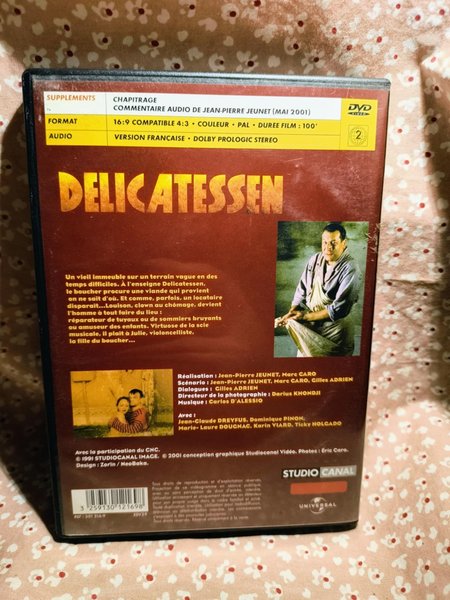 SUPPLEMENTS
CHAPITRAGE
COMMENTAIRE AUDIO DE JEAN-PIERRE JEUNET (MAI 2001)
DVD
FORMAT
16:9 COMPATIBLE 4:3 • COULEUR • PAL • DUREE FILM : 100'
2
AUDIO
VERSION FRANCAISE • DOLBY PROLOGIC STEREO
DELICATESSEN
Un vieil immeuble sur un terrain vague en des
temps difficiles. A l'enseigne Delicatessen,
le boucher procure une viande qui provient
on ne sait d'où. Et comme, parfois, un locataire
disparait...Louison, clown au chômage, devient
l'homme à tout faire du lieu :
réparateur de tuyaux ou de sommiers bruyants
ou amuseur des enfants. Virtuose de la scie
musicale, il plait à Julie, violoncelliste,
la fille du boucher...
Réalisation : Jean-Pierre JEUNET, Marc CARO
Scénario : Jean-Pierre JEUNET, Marc CARO, Gilles ADRIEN
Dialogues : Gilles ADRIEN
Directeur de la photographie : Darius KHONDJI
Musique : Carlos D'ALESSIO
Avec :
Jean-Claude DREYFUS, Dominique PINON,
Marie-Laure DOUGNAC, Karin VIARD, Ticky HOLGADO
Avec la participation du CNC.
© 1991 STUDIOCANAL IMAGE. © 2001 conception graphique Studiocanal Vidéo. Photos : Eric Caro.
Design : Zorin / NeoBako.
STUDIO CANAL
UNIVERSAL
3 259130 121698